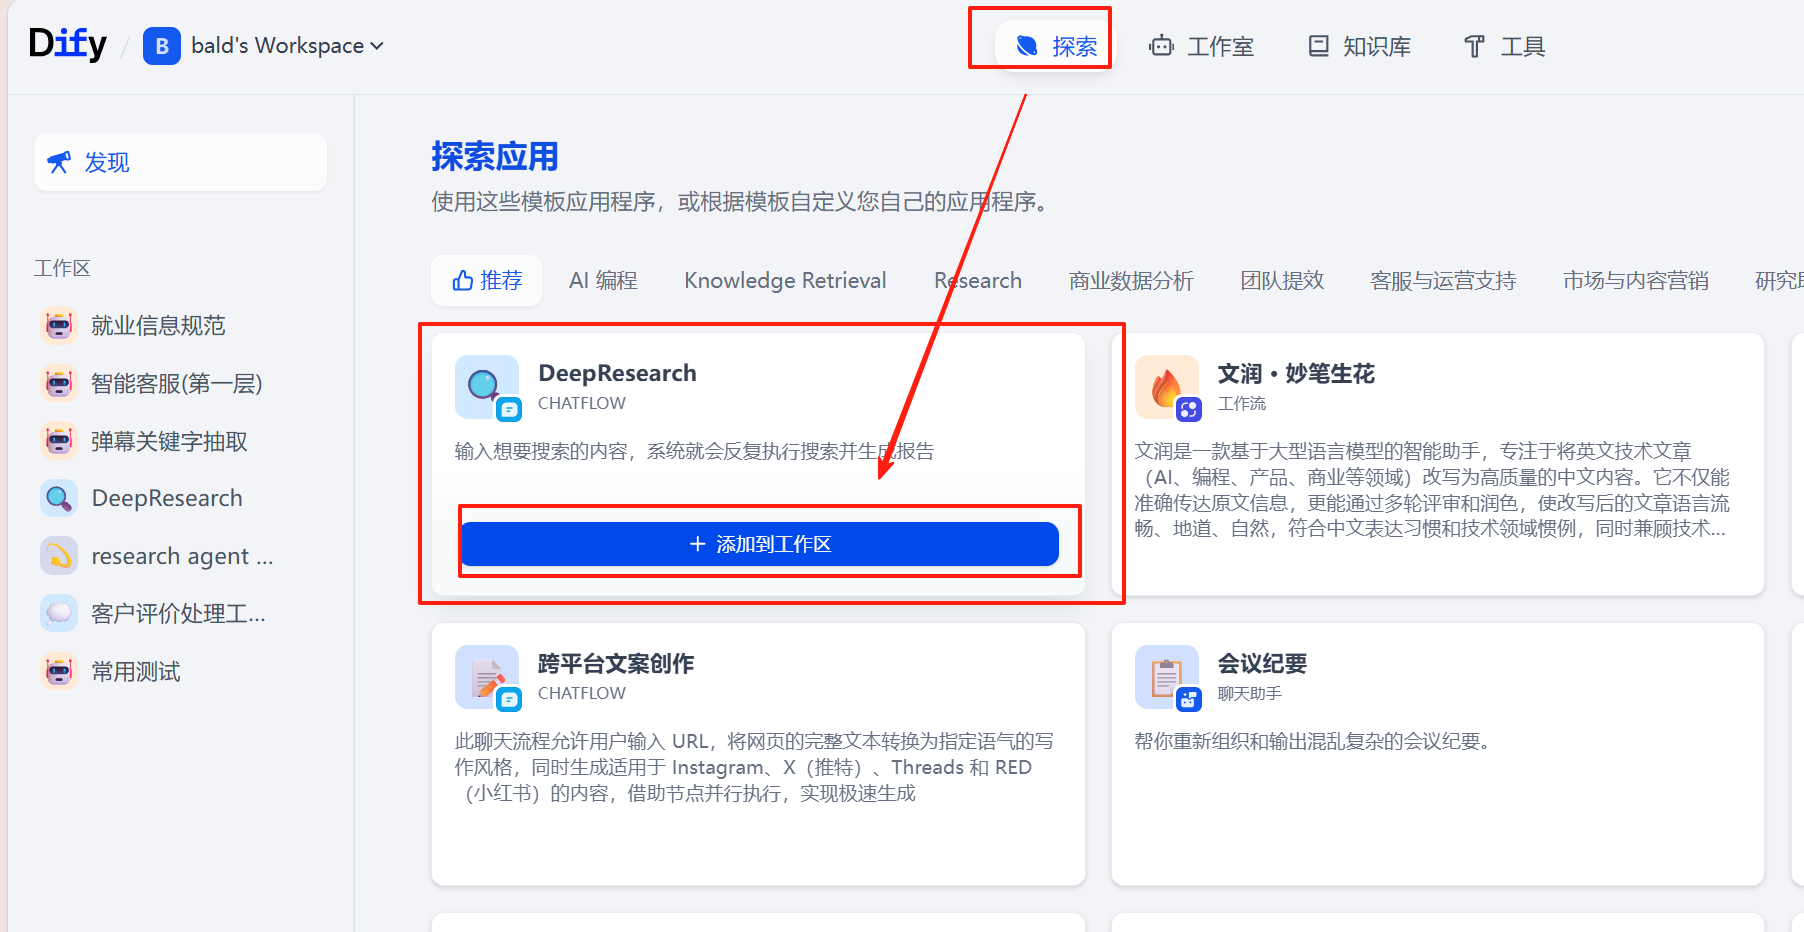 Dify / B bald's Workspace
探索
工作室
知识库
工具
发现
工作区
就业信息规范
智能客服(第一层)
弹幕关键字抽取
DeepResearch
research agent ...
客户评价处理工...
常用测试
探索应用
使用这些模板应用程序，或根据模板自定义您自己的应用程序。
推荐
AI 编程
Knowledge Retrieval
Research
商业数据分析
团队提效
客服与运营支持
市场与内容营销
研究
DeepResearch
CHATFLOW
输入想要搜索的内容，系统就会反复执行搜索并生成报告
+ 添加到工作区
文润・妙笔生花
工作流
文润是一款基于大型语言模型的智能助手，专注于将英文技术文章
（AI、编程、产品、商业等领域）改写为高质量的中文内容。它不仅能
准确传达原文信息，更能通过多轮评审和润色，使改写后的文章语言流
畅、地道、自然，符合中文表达习惯和技术领域惯例，同时兼顾技术...
跨平台文案创作
CHATFLOW
此聊天流程允许用户输入 URL，将网页的完整文本转换为指定语气的写
作风格，同时生成适用于 Instagram、X（推特）、Threads 和 RED
（小红书）的内容，借助节点并行执行，实现极速生成
会议纪要
聊天助手
帮你重新组织和输出混乱复杂的会议纪要。